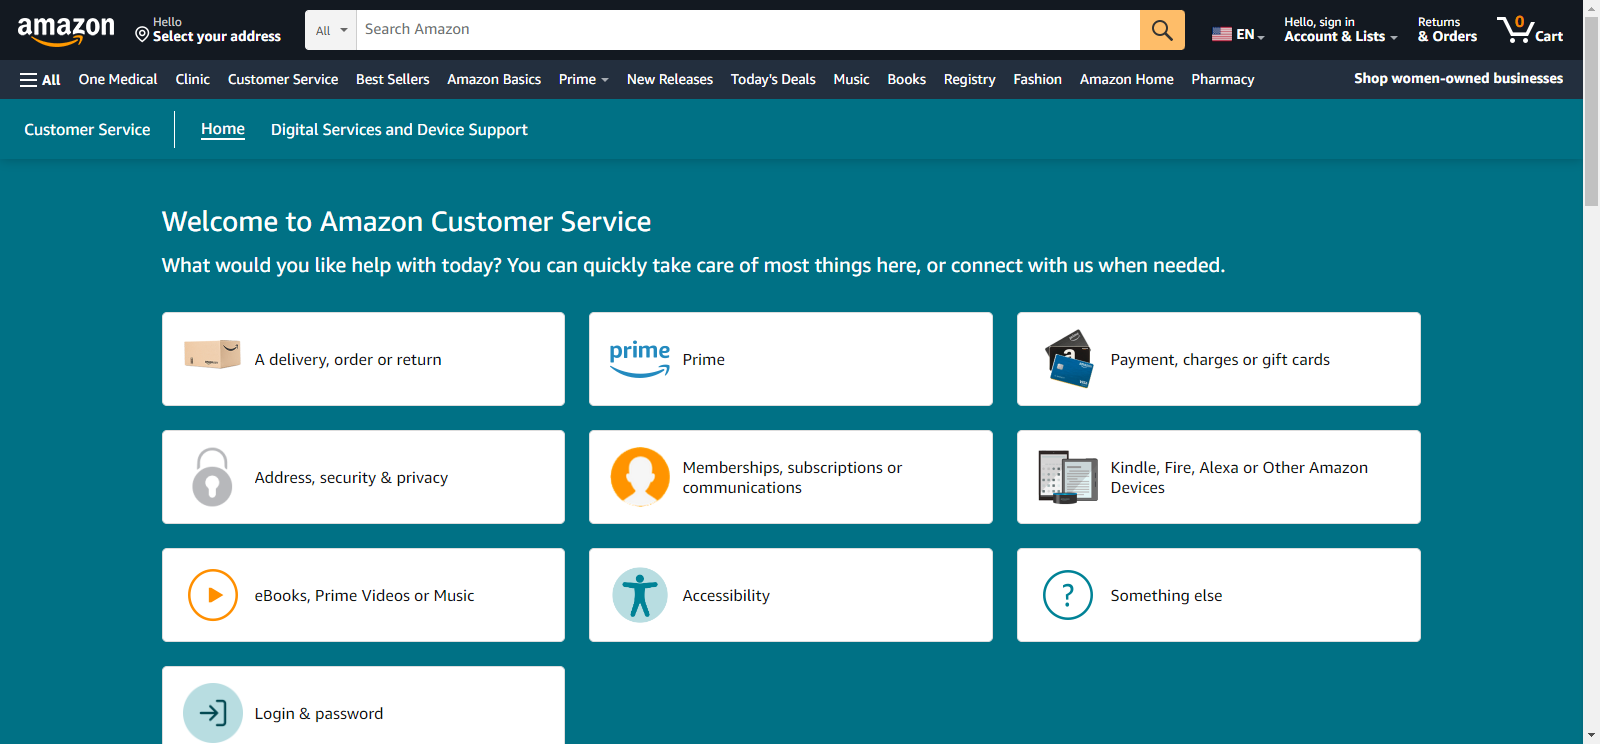 amazon
Hello
Select your address
All
Search Amazon
EN
Hello, sign in
Account & Lists
Returns
& Orders
0
Cart
All
One Medical
Clinic
Customer Service
Best Sellers
Amazon Basics
Prime
New Releases
Today's Deals
Music
Books
Registry
Fashion
Amazon Home
Pharmacy
Shop women-owned businesses
Customer Service
Home
Digital Services and Device Support
Welcome to Amazon Customer Service
What would you like help with today? You can quickly take care of most things here, or connect with us when needed.
A delivery, order or return
prime
Prime
a
VISA
Payment, charges or gift cards
Address, security & privacy
Memberships, subscriptions or
communications
Kindle, Fire, Alexa or Other Amazon
Devices
eBooks, Prime Videos or Music
Accessibility
?
Something else
Login & password